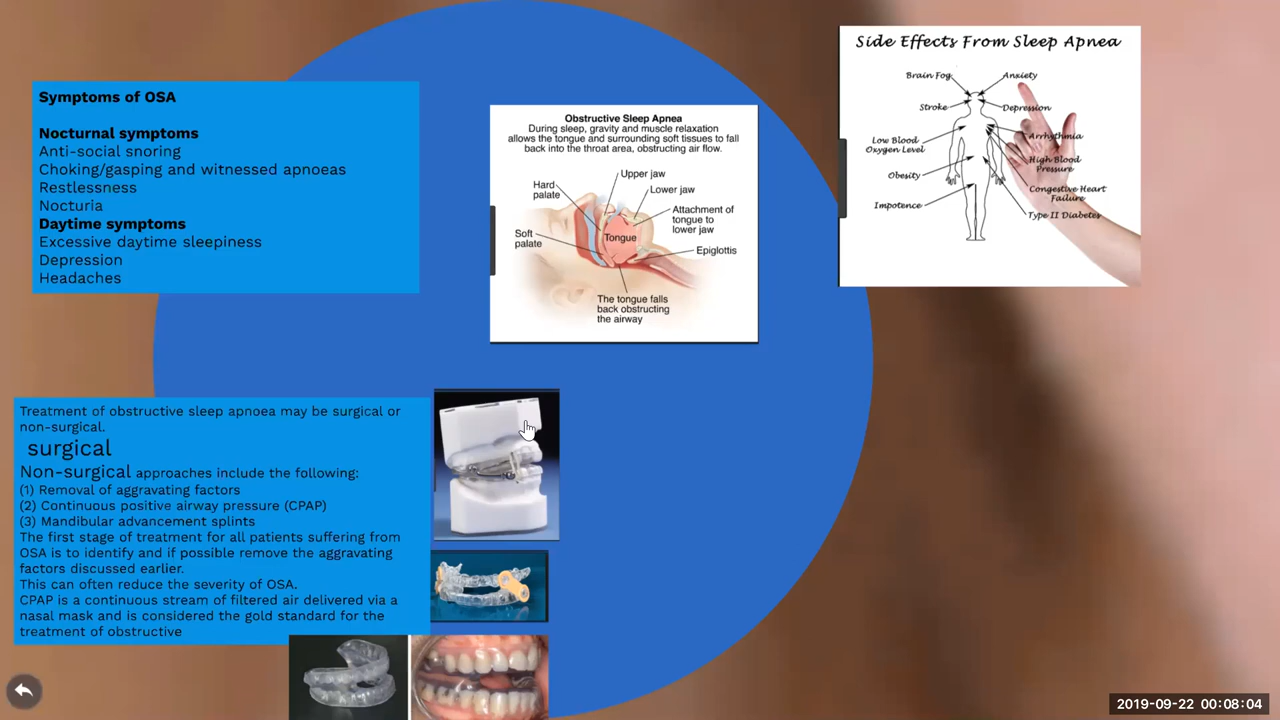 Symptoms of OSA
Nocturnal symptoms
Anti-social snoring
Choking/gasping and witnessed apnoeas
Restlessness
Nocturia
Daytime symptoms
Excessive daytime sleepiness
Depression
Headaches
Obstructive Sleep Apnea
During sleep, gravity and muscle relaxation
allows the tongue and surrounding soft tissues to fall
back into the throat area, obstructing air flow.
Upper jaw
Hard
palate
Lower jaw
Attachment of
tongue to
lower jaw
Soft
palate
Tongue
Epiglottis
The tongue falls
back obstructing
the airway
Side Effects From Sleep Apnea
Brain Fog
Anxiety
Stroke
Depression
Low Blood
Oxygen Level
Arrhythmia
High Blood
Pressure
Obesity
Congestive Heart
Failure
Impotence
Type II Diabetes
Treatment of obstructive sleep apnoea may be surgical or
non-surgical.
surgical
Non-surgical approaches include the following:
(1) Removal of aggravating factors
(2) Continuous positive airway pressure (CPAP)
(3) Mandibular advancement splints
The first stage of treatment for all patients suffering from
OSA is to identify and if possible remove the aggravating
factors discussed earlier.
This can often reduce the severity of OSA.
CPAP is a continuous stream of filtered air delivered via a
nasal mask and is considered the gold standard for the
treatment of obstructive
2019-09-22 00:08:04